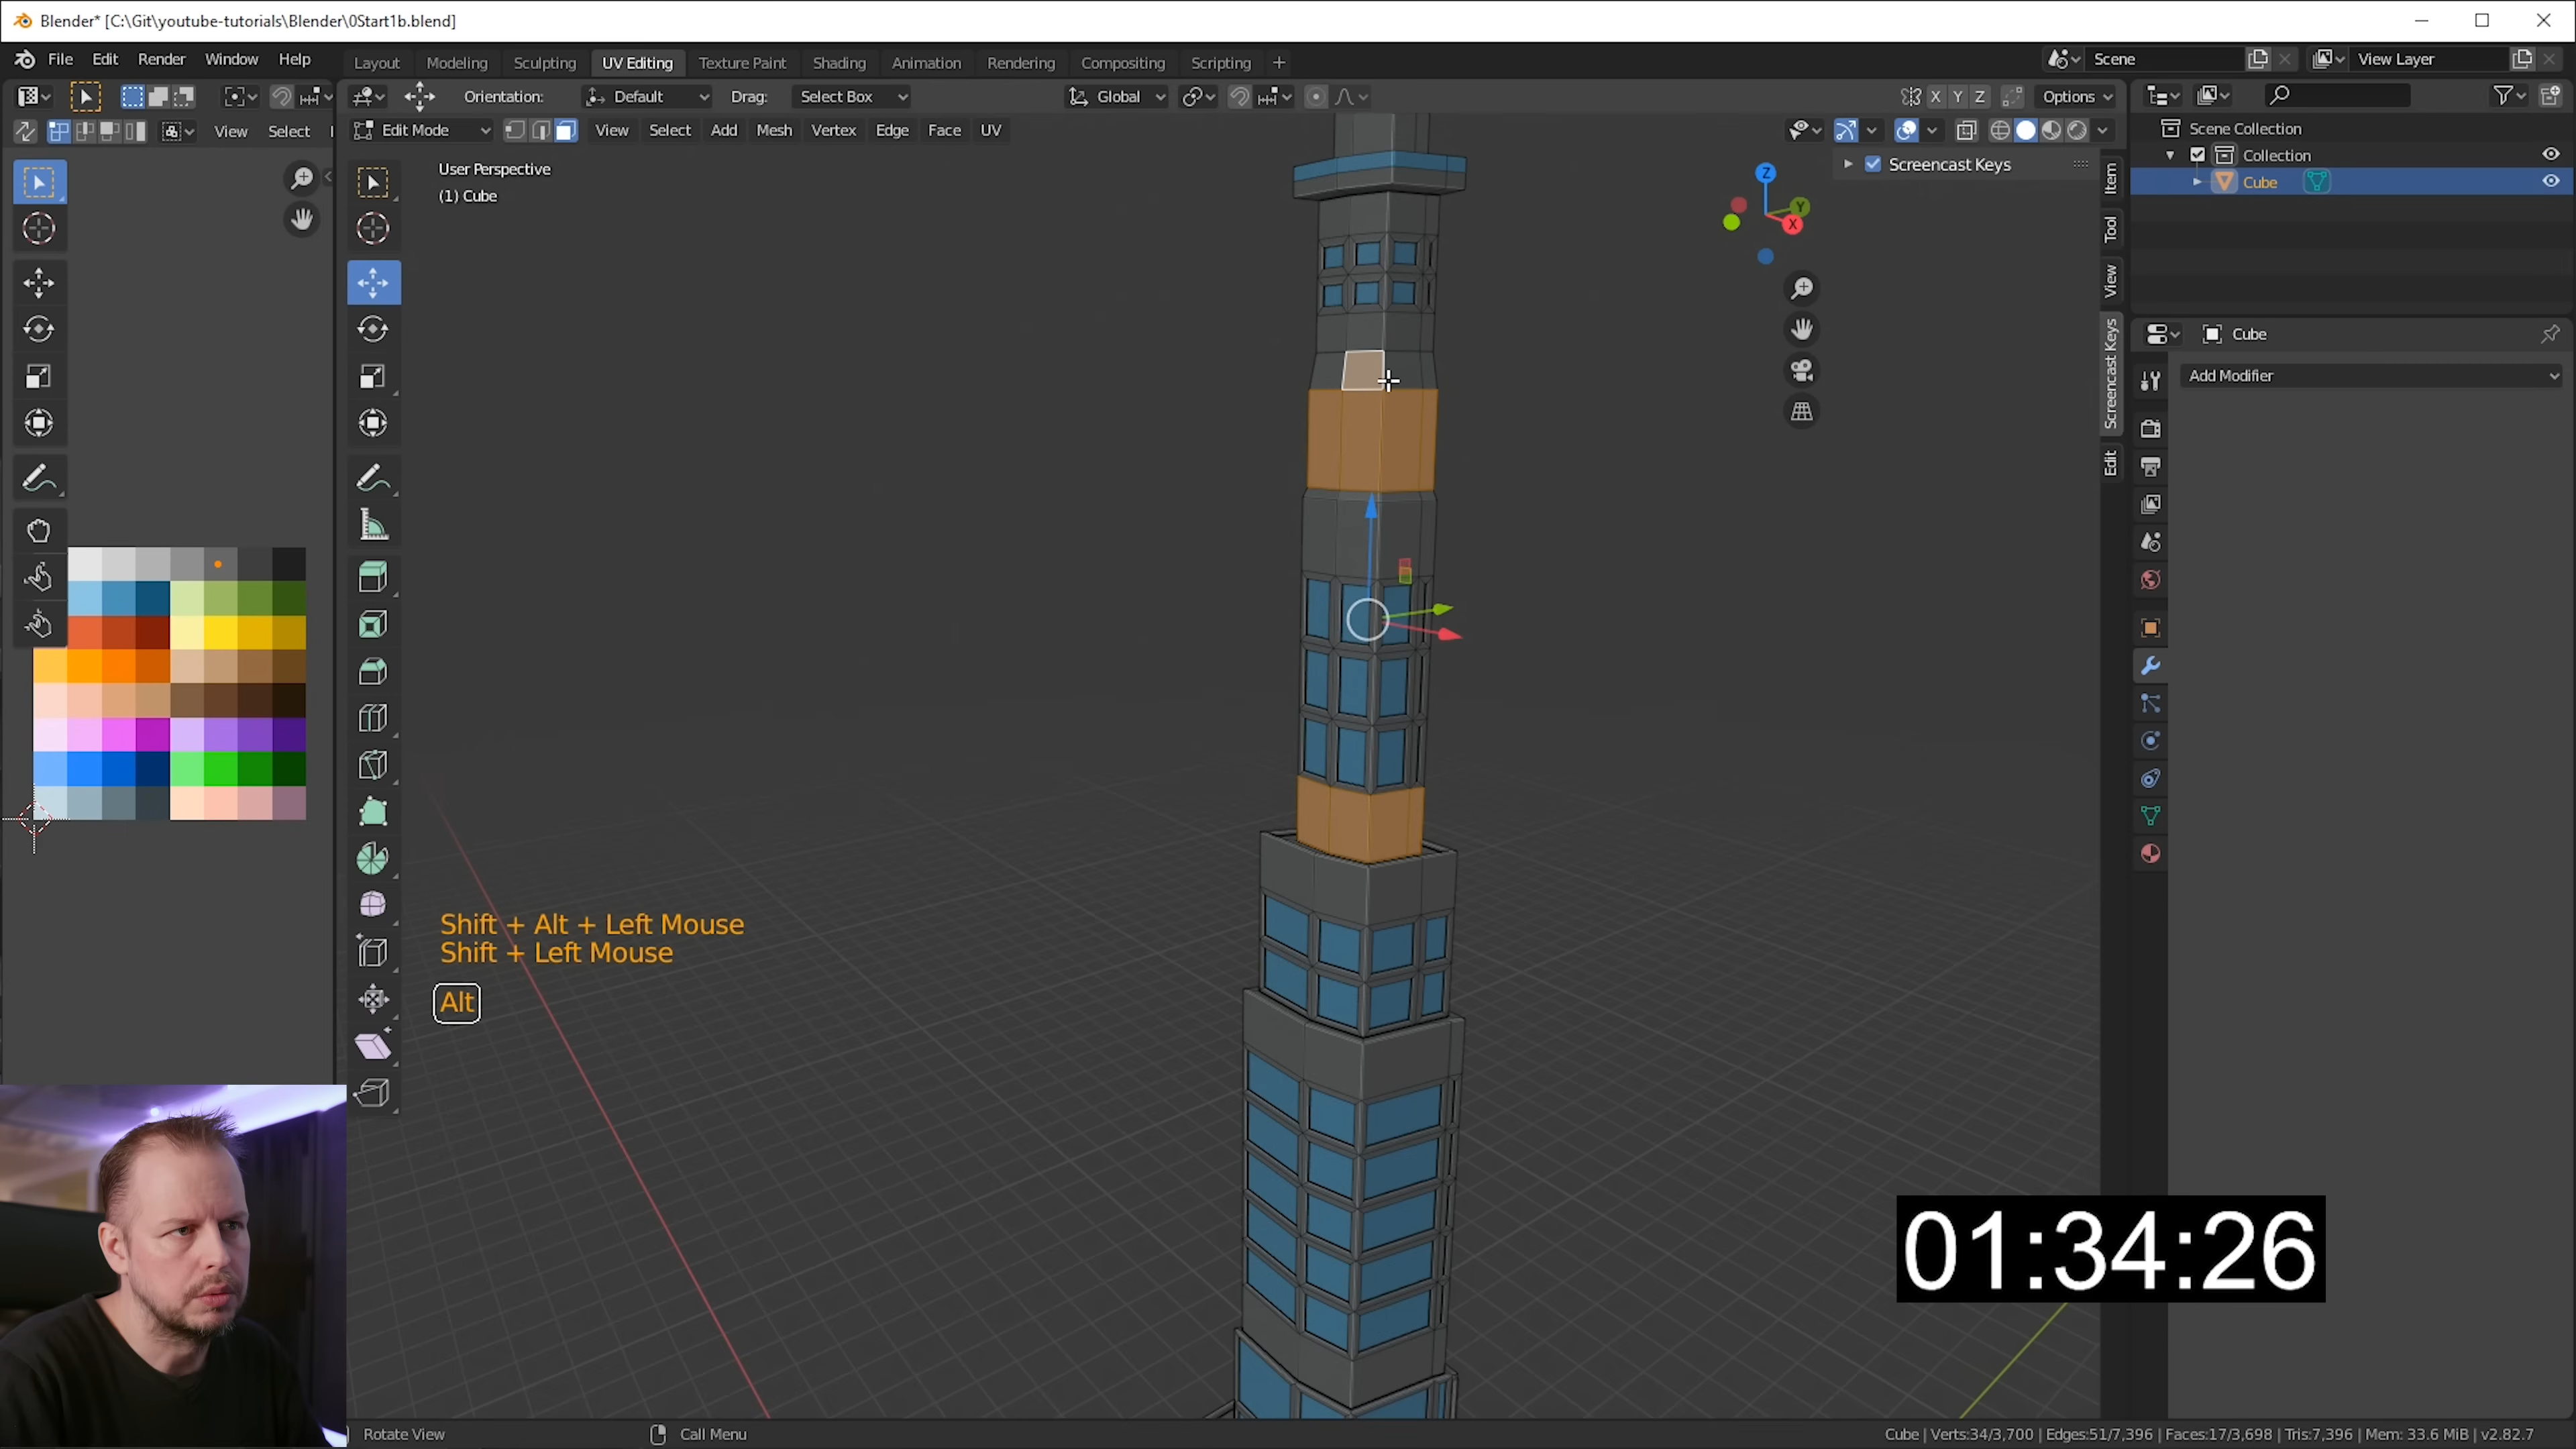 Blender* [C:\Git\youtube-tutorials\Blender\0Start1b.blend]
File Edit Render Window Help
Layout Modeling Sculpting UV Editing Texture Paint Shading Animation Rendering Compositing Scripting +
Scene
View Layer
Orientation: Default Drag: Select Box
Global
X Y Z
Options
View Select
Edit Mode
View Select Add Mesh Vertex Edge Face UV
User Perspective
(1) Cube
Screencast Keys
Z
Y
X
Item
Tool
View
Screencast Keys
Edit
Scene Collection
Collection
Cube
Cube
Add Modifier
Shift + Alt + Left Mouse
Shift + Left Mouse
Alt
01:34:26
Rotate View
Call Menu
Cube | Verts:34/3,700 | Edges:51/7,396 | Faces:17/3,698 | Tris:7,396 | Mem: 33.6 MiB | v2.82.7